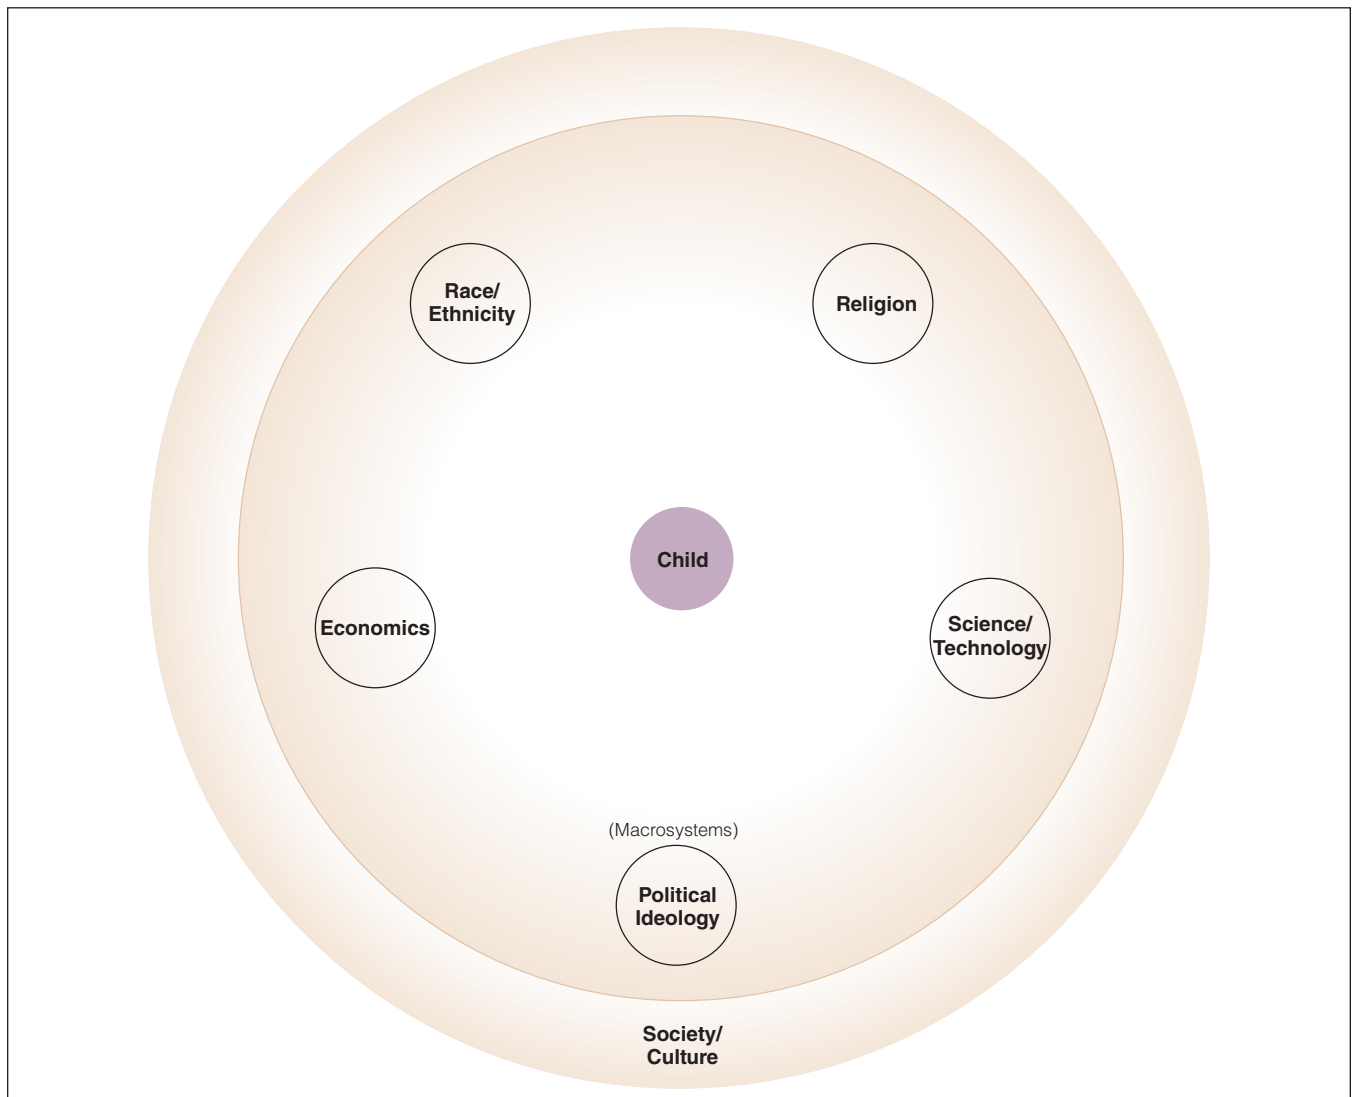 Race/
Ethnicity
Religion
Child
Economics
Science/
Technology
(Macrosystems)
Political
Ideology
Society/
Culture